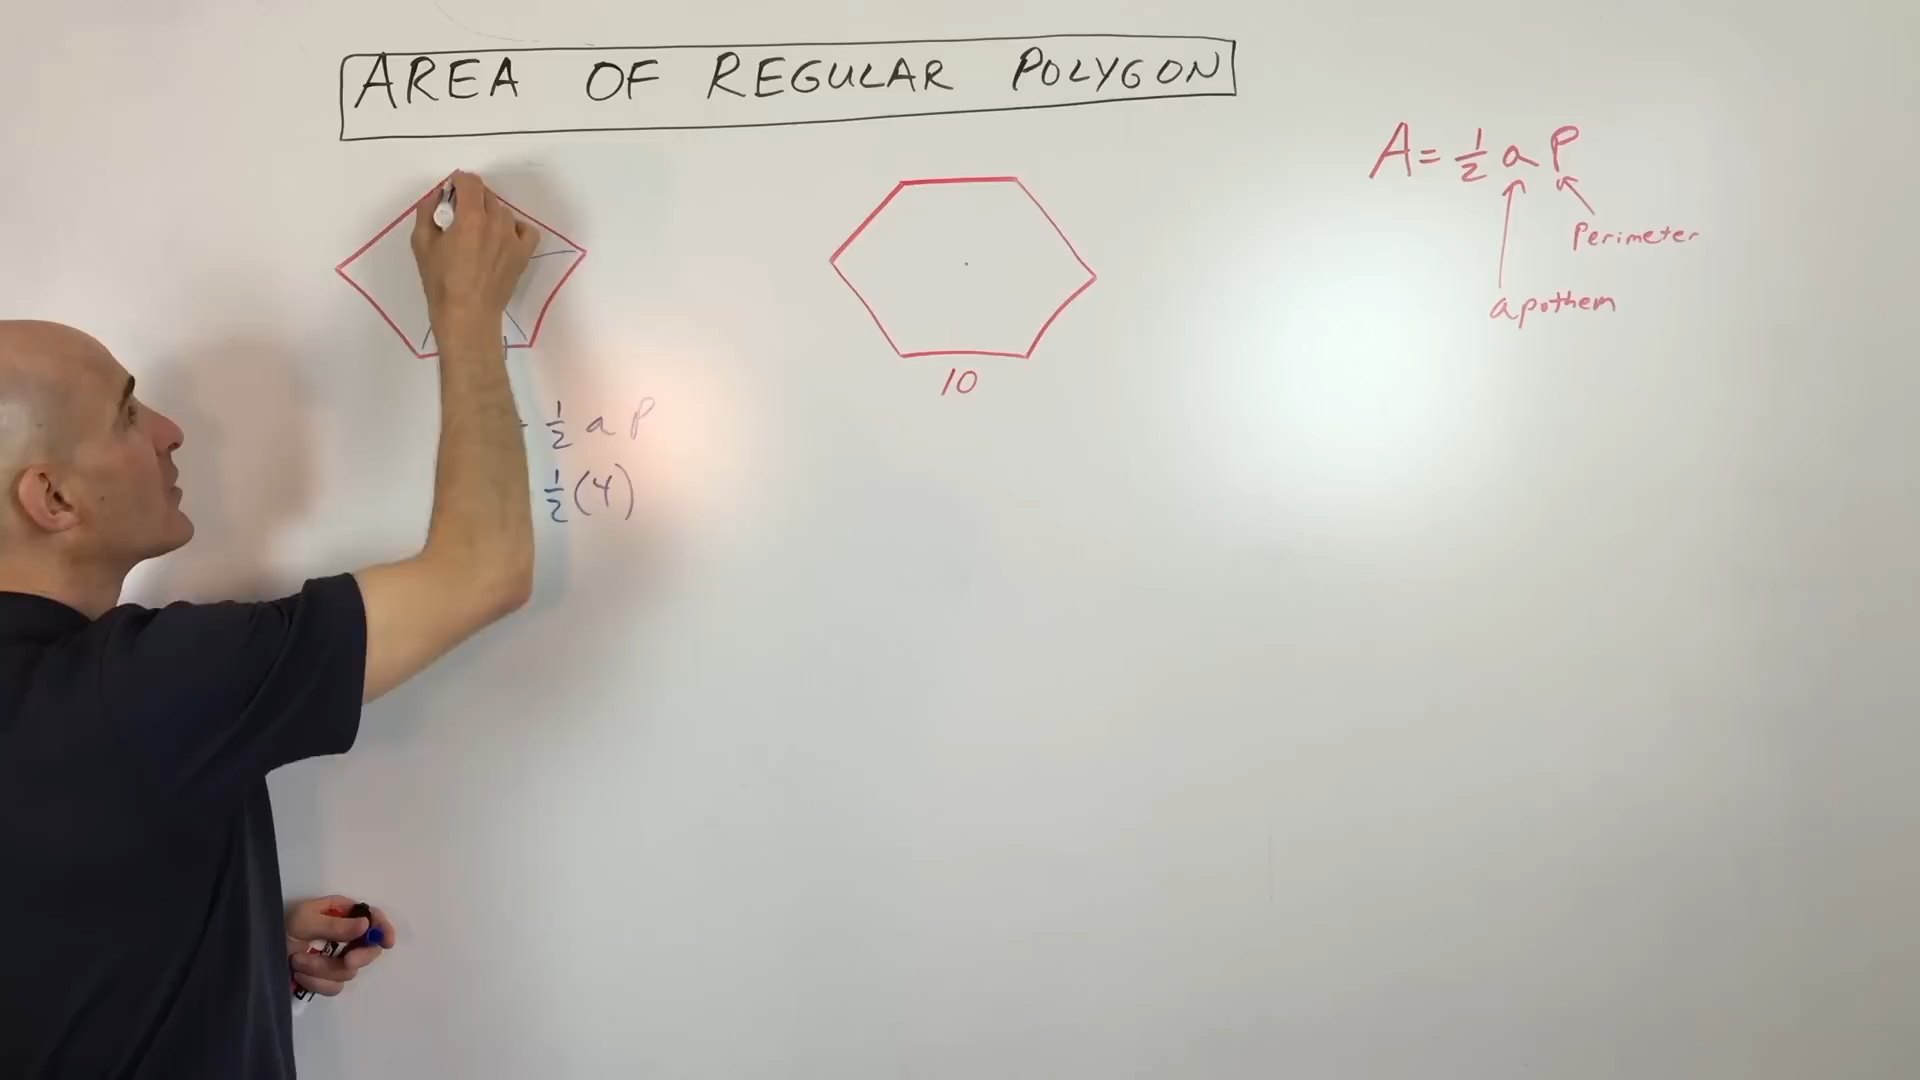 AREA OF REGULAR POLYGON
A = 1/2 a P
Perimeter
apothem
10
1/2 a P
1/2 (4)